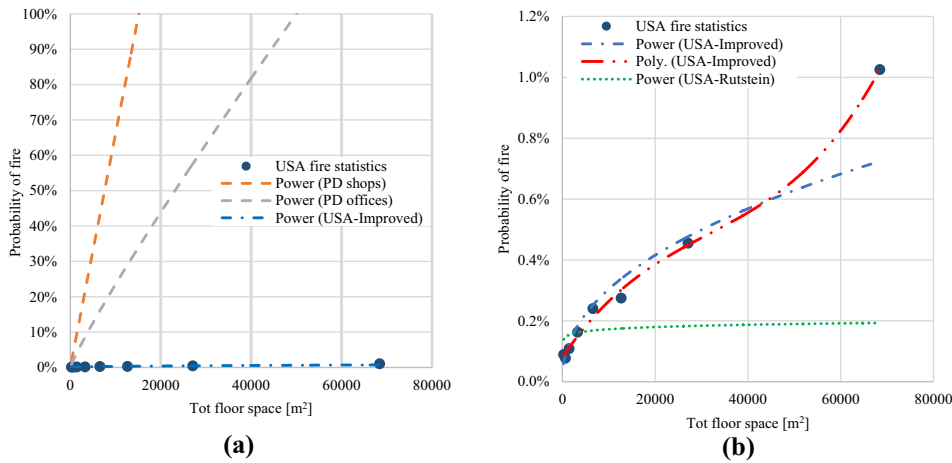 100%
90%
80%
70%
60%
50%
40%
30%
20%
10%
0%
Probability of fire
USA fire statistics
Power (PD shops)
Power (PD offices)
Power (USA-Improved)
0 20000 40000 60000 80000
Tot floor space [m²]
(a)
1.2%
1.0%
0.8%
0.6%
0.4%
0.2%
0.0%
Probability of fire
USA fire statistics
Power (USA-Improved)
Poly. (USA-Improved)
Power (USA-Rutstein)
0 20000 40000 60000 80000
Tot floor space [m²]
(b)